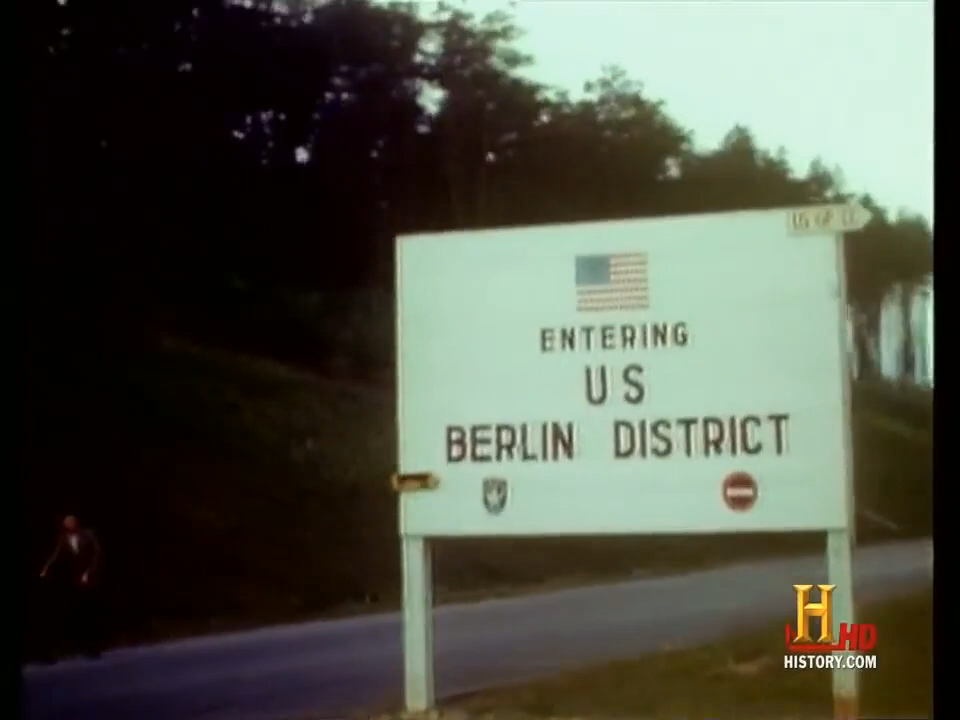 ENTERING
US
BERLIN DISTRICT
H
HD
HISTORY.COM